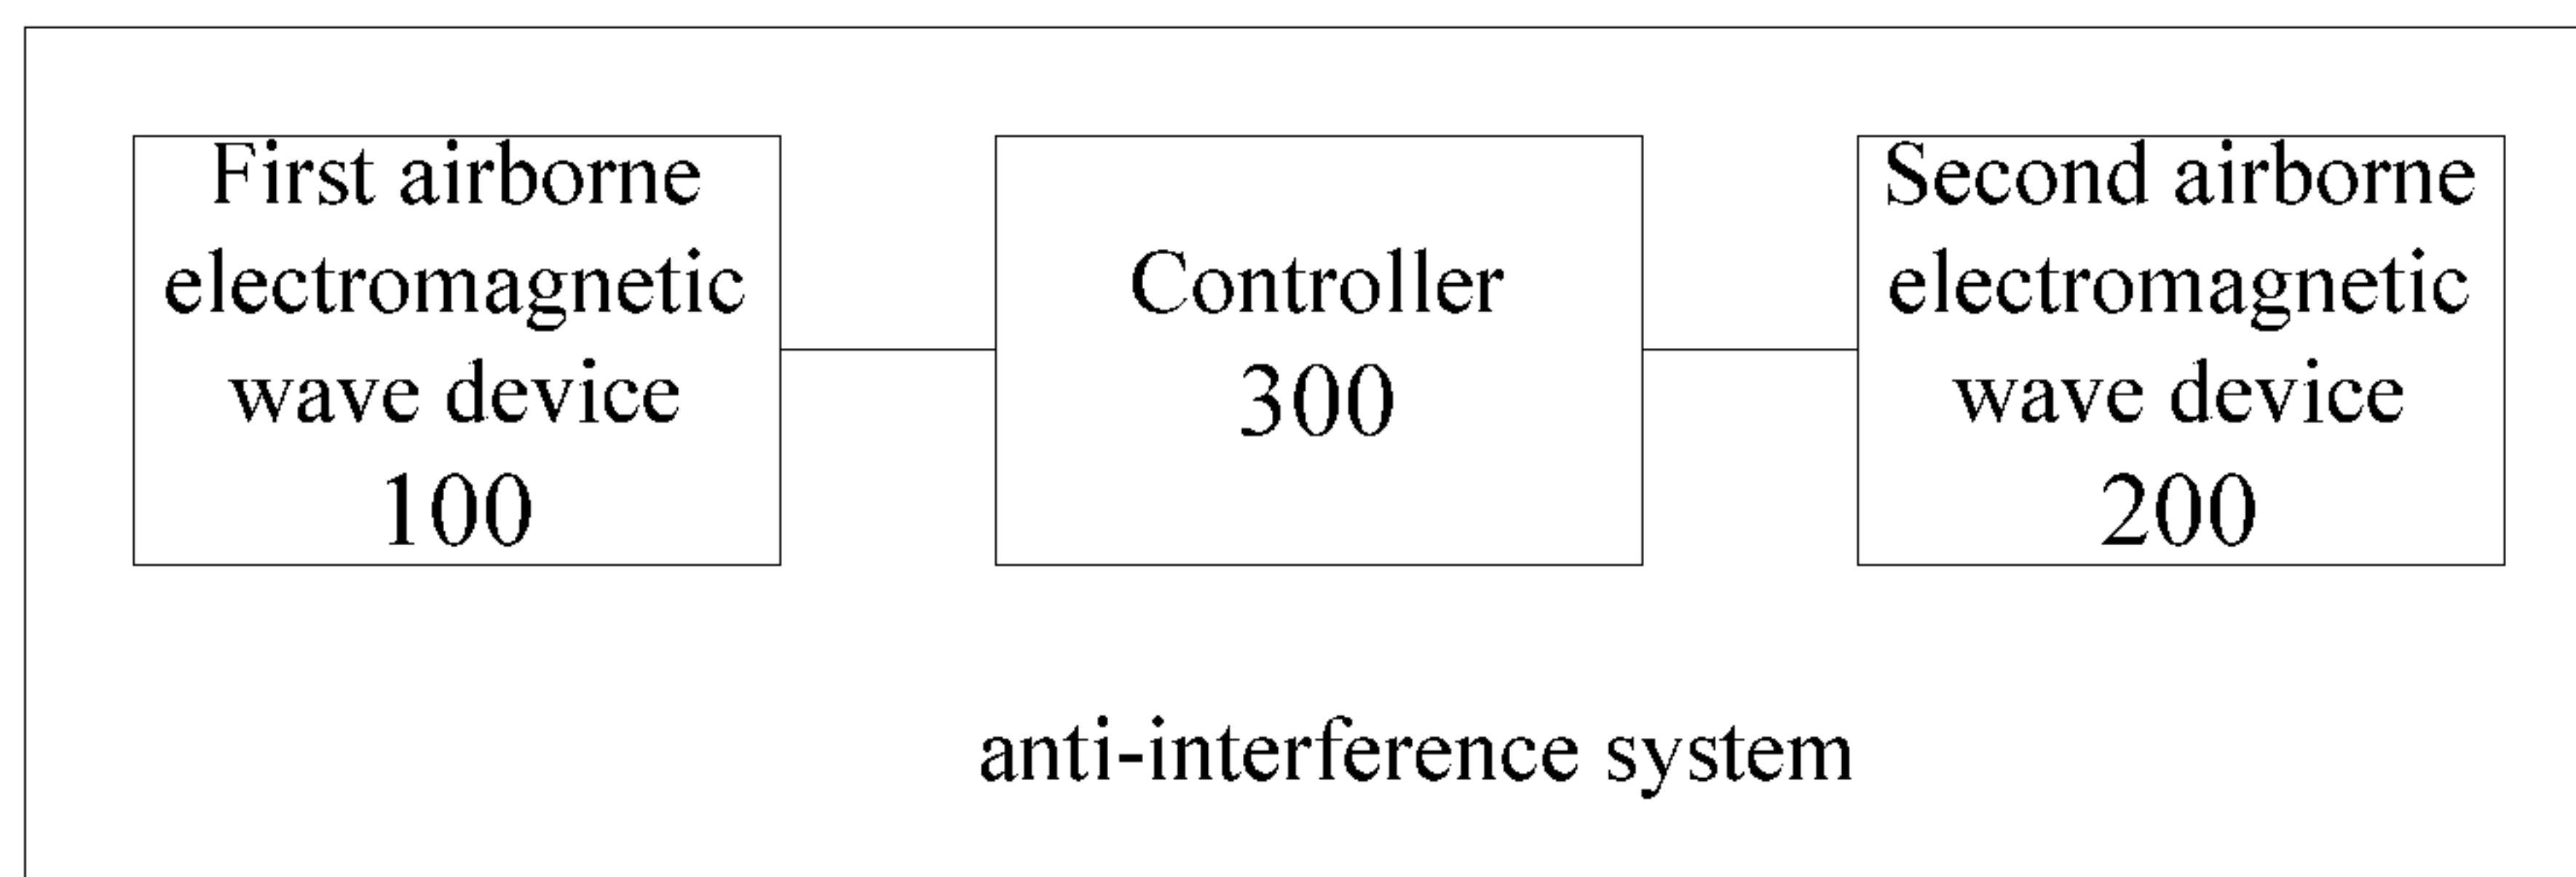 First airborne
electromagnetic
wave device
100
Controller
300
Second airborne
electromagnetic
wave device
200
anti-interference system